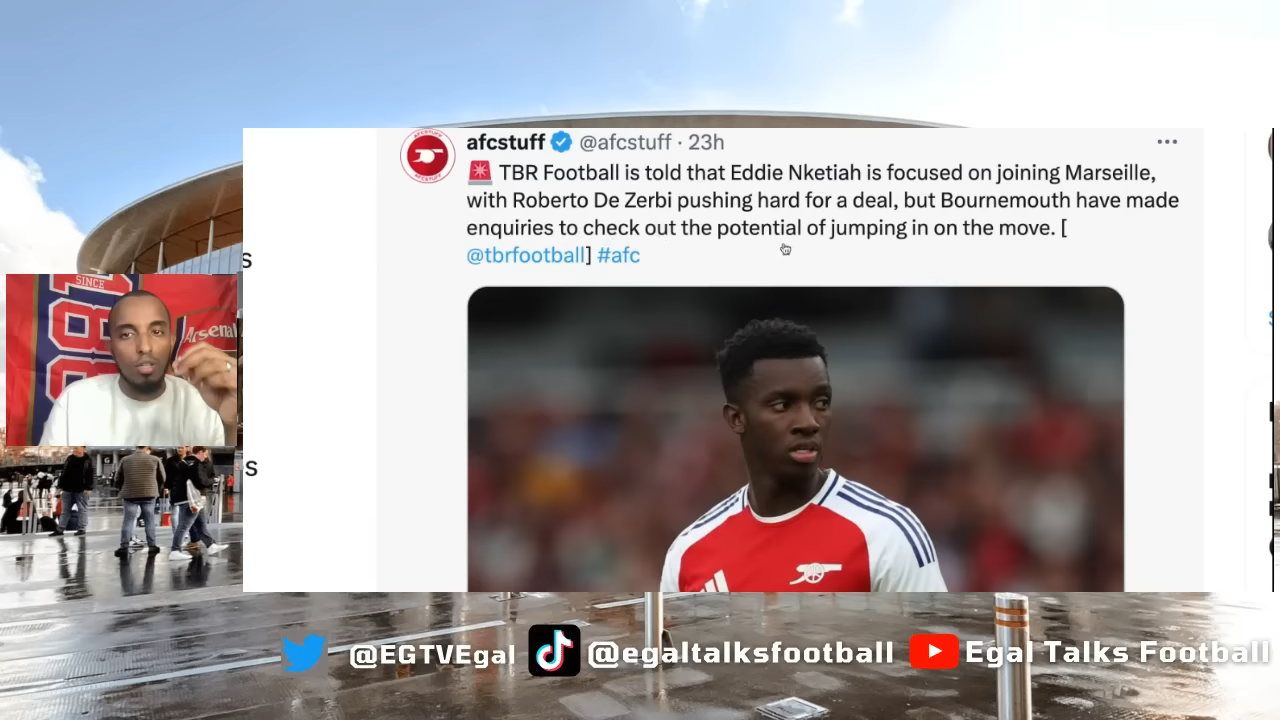 afcstuff @afcstuff · 23h
🚨 TBR Football is told that Eddie Nketiah is focused on joining Marseille,
with Roberto De Zerbi pushing hard for a deal, but Bournemouth have made
enquiries to check out the potential of jumping in on the move. [
@tbrfootball] #afc
s
s
SINCE
Arsenal
@EGTVEgal @egaltalksfootball Egal Talks Football